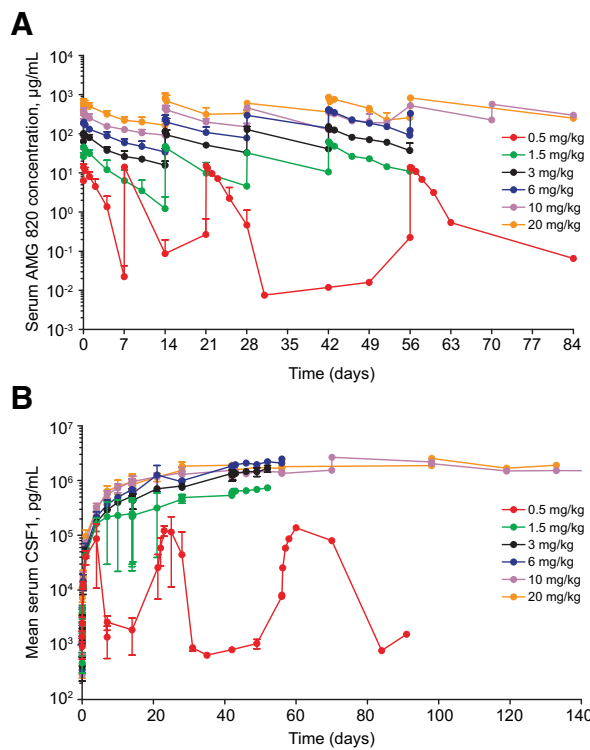 A
Serum AMG 820 concentration, µg/mL
10⁴
10³
10²
10¹
10⁰
10⁻¹
10⁻²
10⁻³
0 7 14 21 28 35 42 49 56 63 70 77 84
Time (days)
0.5 mg/kg
1.5 mg/kg
3 mg/kg
6 mg/kg
10 mg/kg
20 mg/kg
B
Mean serum CSF1, pg/mL
10⁷
10⁶
10⁵
10⁴
10³
10²
0 20 40 60 80 100 120 140
Time (days)
0.5 mg/kg
1.5 mg/kg
3 mg/kg
6 mg/kg
10 mg/kg
20 mg/kg